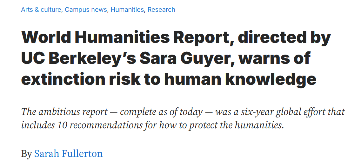 Arts & culture, Campus news, Humanities, Research
World Humanities Report, directed by
UC Berkeley’s Sara Guyer, warns of
extinction risk to human knowledge
The ambitious report — complete as of today — was a six-year global effort that
includes 10 recommendations for how to protect the humanities.
By Sarah Fullerton